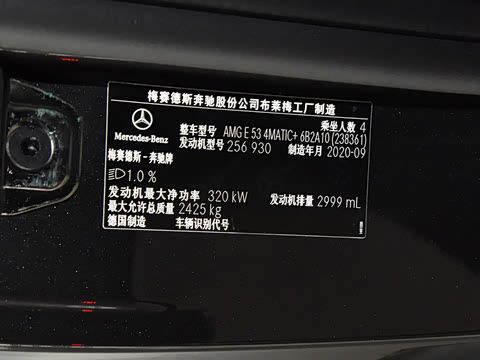 梅赛德斯奔驰股份公司布莱梅工厂制造
乘坐人数 4
Mercedes-Benz
整车型号 AMG E 53 4MATIC+ 6B2A10 (238361)
发动机型号 256 930 制造年月 2020-09
梅赛德斯-奔驰牌
1.0 %
发动机最大净功率 320 kW 发动机排量 2999 mL
最大允许总质量 2425 kg
德国制造 车辆识别代号